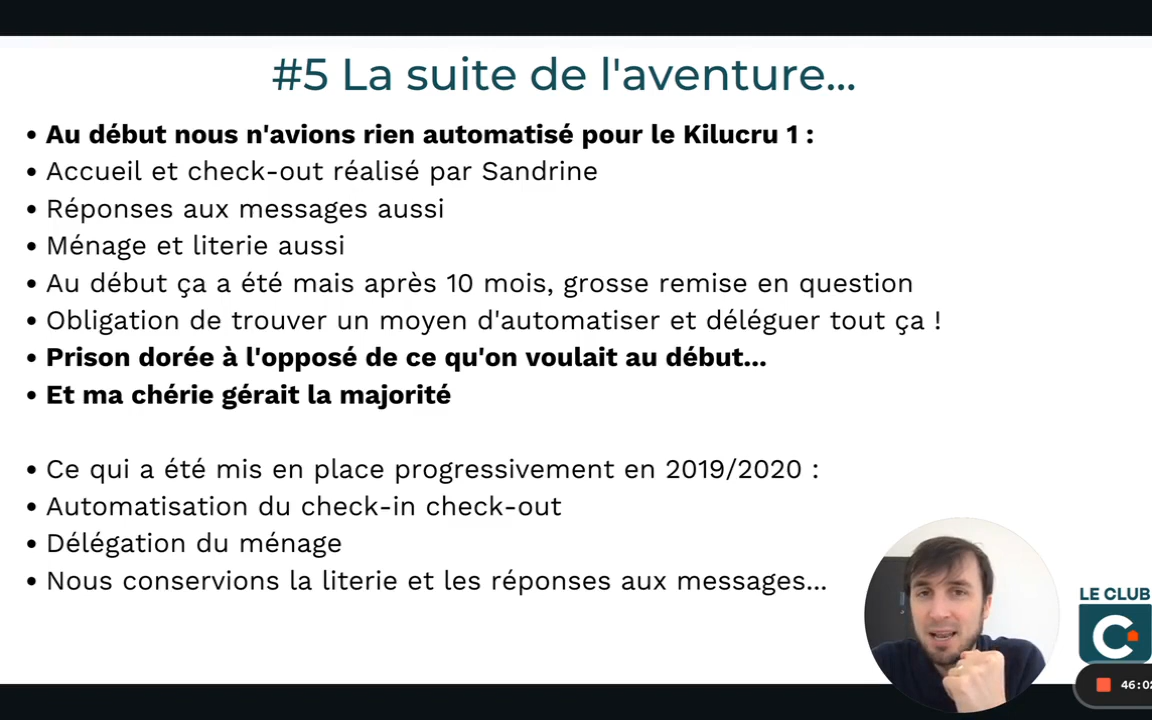 #5 La suite de l'aventure...
• Au début nous n'avions rien automatisé pour le Kilucru 1 :
• Accueil et check-out réalisé par Sandrine
• Réponses aux messages aussi
• Ménage et literie aussi
• Au début ça a été mais après 10 mois, grosse remise en question
• Obligation de trouver un moyen d'automatiser et déléguer tout ça !
• Prison dorée à l'opposé de ce qu'on voulait au début...
• Et ma chérie gérait la majorité
• Ce qui a été mis en place progressivement en 2019/2020 :
• Automatisation du check-in check-out
• Délégation du ménage
• Nous conservions la literie et les réponses aux messages...
LE CLUB
C